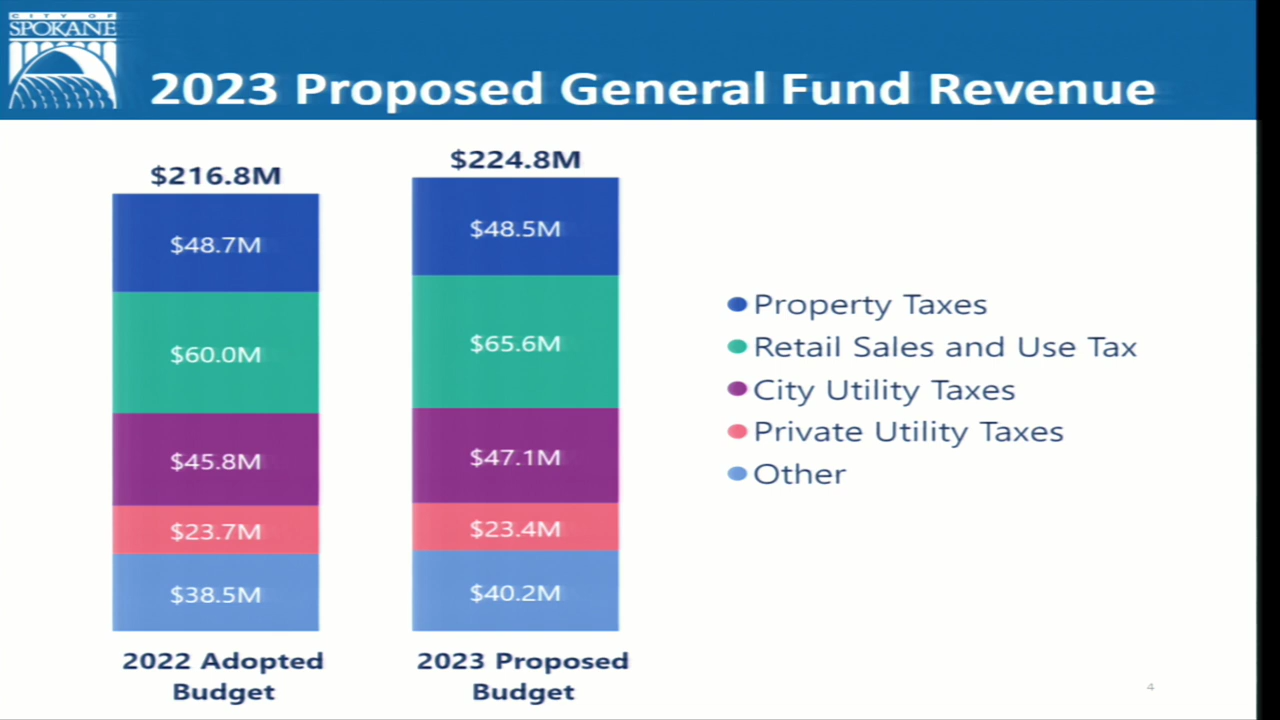 CITY OF
SPOKANE
2023 Proposed General Fund Revenue
$216.8M
$48.7M
$60.0M
$45.8M
$23.7M
$38.5M
2022 Adopted
Budget
$224.8M
$48.5M
$65.6M
$47.1M
$23.4M
$40.2M
2023 Proposed
Budget
Property Taxes
Retail Sales and Use Tax
City Utility Taxes
Private Utility Taxes
Other
4